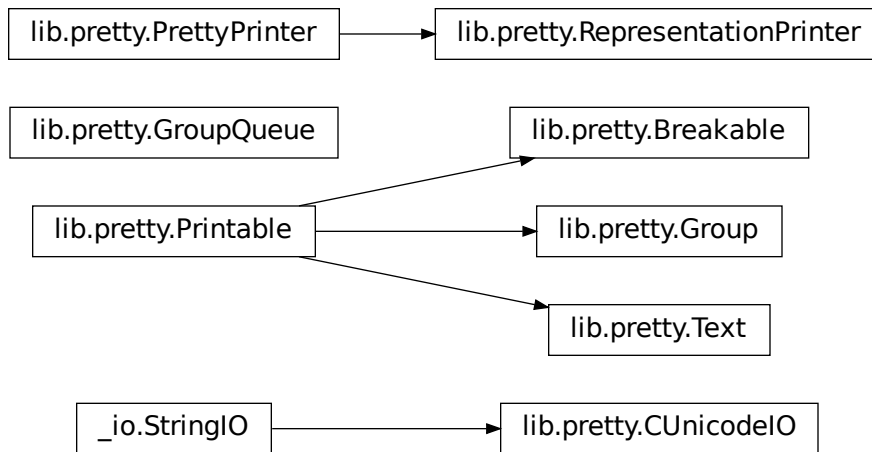 lib.pretty.PrettyPrinter
lib.pretty.RepresentationPrinter
lib.pretty.GroupQueue
lib.pretty.Breakable
lib.pretty.Printable
lib.pretty.Group
lib.pretty.Text
_io.StringIO
lib.pretty.CUnicodeIO